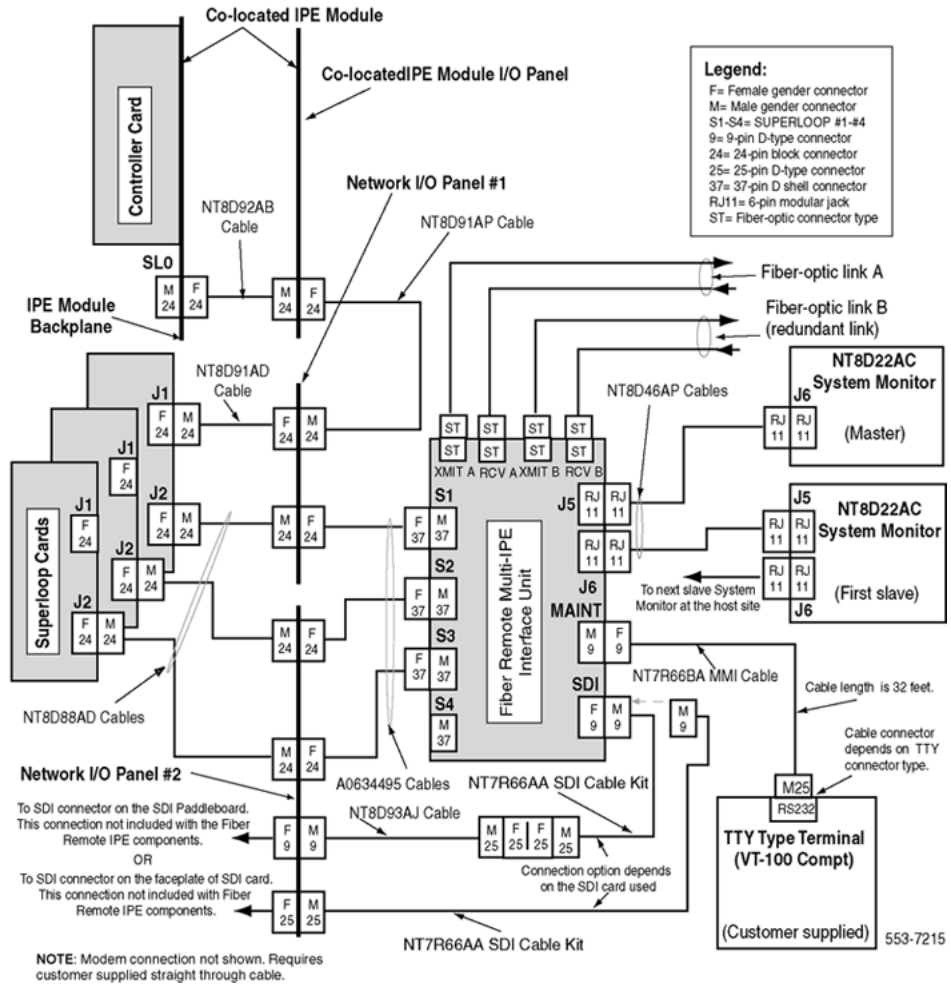 Co-located IPE Module
Co-locatedIPE Module I/O Panel
Controller Card
Network I/O Panel #1
NT8D92AB
Cable
NT8D91AP Cable
Legend:
F= Female gender connector
M= Male gender connector
S1-S4= SUPERLOOP #1-#4
9= 9-pin D-type connector
24= 24-pin block connector
25= 25-pin D-type connector
37= 37-pin D shell connector
RJ11= 6-pin modular jack
ST= Fiber-optic connector type
SL0
M
24
F
24
M
24
F
24
IPE Module
Backplane
Fiber-optic link A
Fiber-optic link B
(redundant link)
NT8D91AD
Cable
NT8D46AP Cables
NT8D22AC
System Monitor
J6
RJ
11
RJ
11
(Master)
J1
F
24
M
24
F
24
M
24
J1
F
24
J1
F
24
J2
F
24
M
24
M
24
F
24
J2
F
24
M
24
M
24
F
24
J2
F
24
M
24
M
24
F
24
Superloop Cards
ST
ST
ST
ST
ST
ST
ST
ST
XMIT A
RCV A
XMIT B
RCV B
S1
F
37
M
37
S2
F
37
M
37
S3
F
37
M
37
S4
M
37
Fiber Remote Multi-IPE
Interface Unit
J5
RJ
11
RJ
11
RJ
11
RJ
11
J6
MAINT
M
9
F
9
SDI
F
9
M
9
M
9
J5
RJ
11
RJ
11
RJ
11
RJ
11
J6
NT8D22AC
System Monitor
(First slave)
To next slave System
Monitor at the host site
NT7R66BA MMI Cable
Cable length is 32 feet.
Cable connector
depends on TTY
connector type.
NT8D88AD Cables
A0634495 Cables
Network I/O Panel #2
To SDI connector on the SDI Paddleboard.
This connection not included with the Fiber
Remote IPE components.
OR
To SDI connector on the faceplate of SDI card.
This connection not included with Fiber
Remote IPE components.
F
9
M
9
NT8D93AJ Cable
M
25
F
25
F
25
M
25
NT7R66AA SDI Cable Kit
Connection option depends
on the SDI card used
F
25
M
25
NT7R66AA SDI Cable Kit
M25
RS232
TTY Type Terminal
(VT-100 Compt)
(Customer supplied)
553-7215
NOTE: Modem connection not shown. Requires
customer supplied straight through cable.